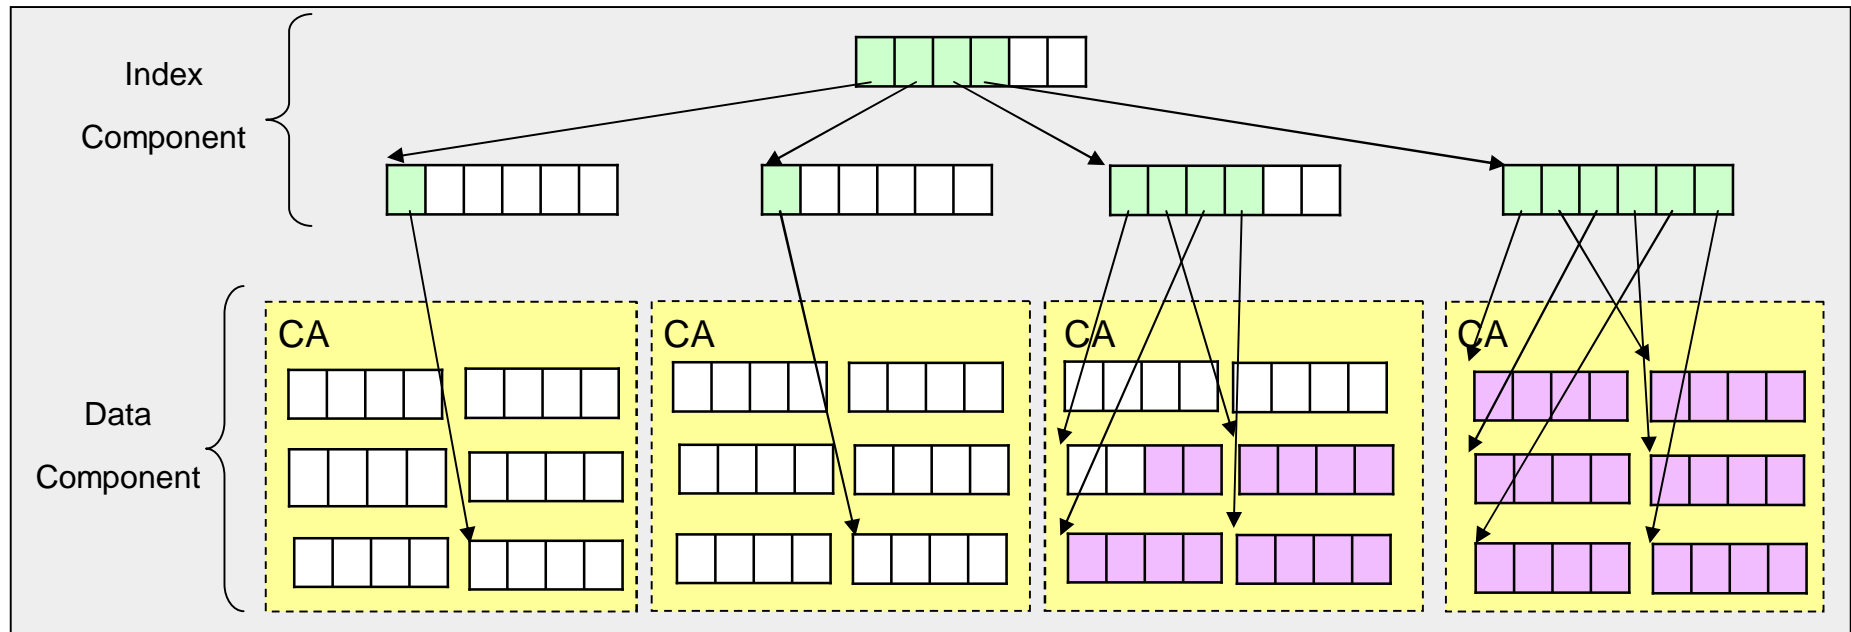 Index
Component
CA
CA
CA
CA
Data
Component